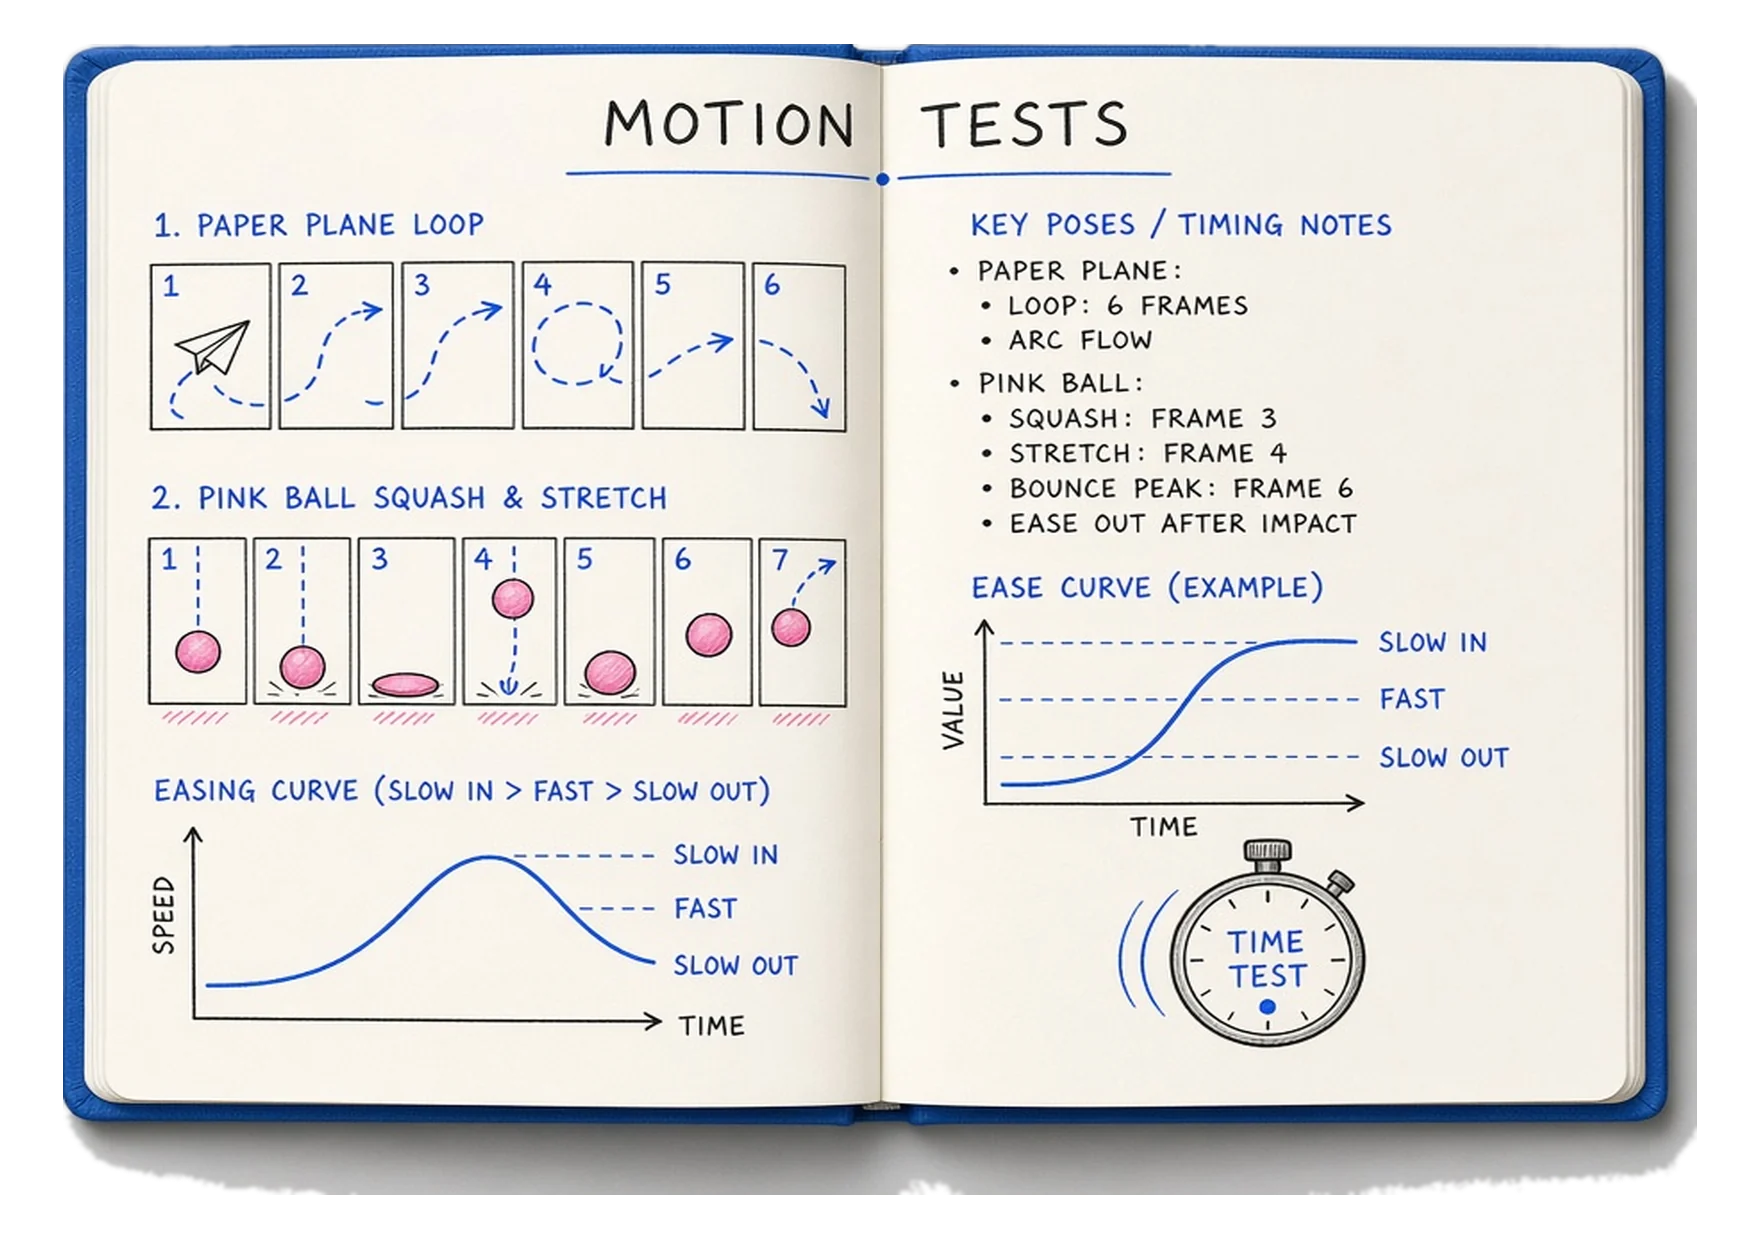 MOTION TESTS
1. PAPER PLANE LOOP
1 2 3 4 5 6
2. PINK BALL SQUASH & STRETCH
1 2 3 4 5 6 7
EASING CURVE (SLOW IN > FAST > SLOW OUT)
SPEED
SLOW IN
FAST
SLOW OUT
TIME
KEY POSES / TIMING NOTES
• PAPER PLANE:
• LOOP: 6 FRAMES
• ARC FLOW
• PINK BALL:
• SQUASH: FRAME 3
• STRETCH: FRAME 4
• BOUNCE PEAK: FRAME 6
• EASE OUT AFTER IMPACT
EASE CURVE (EXAMPLE)
VALUE
SLOW IN
FAST
SLOW OUT
TIME
TIME
TEST